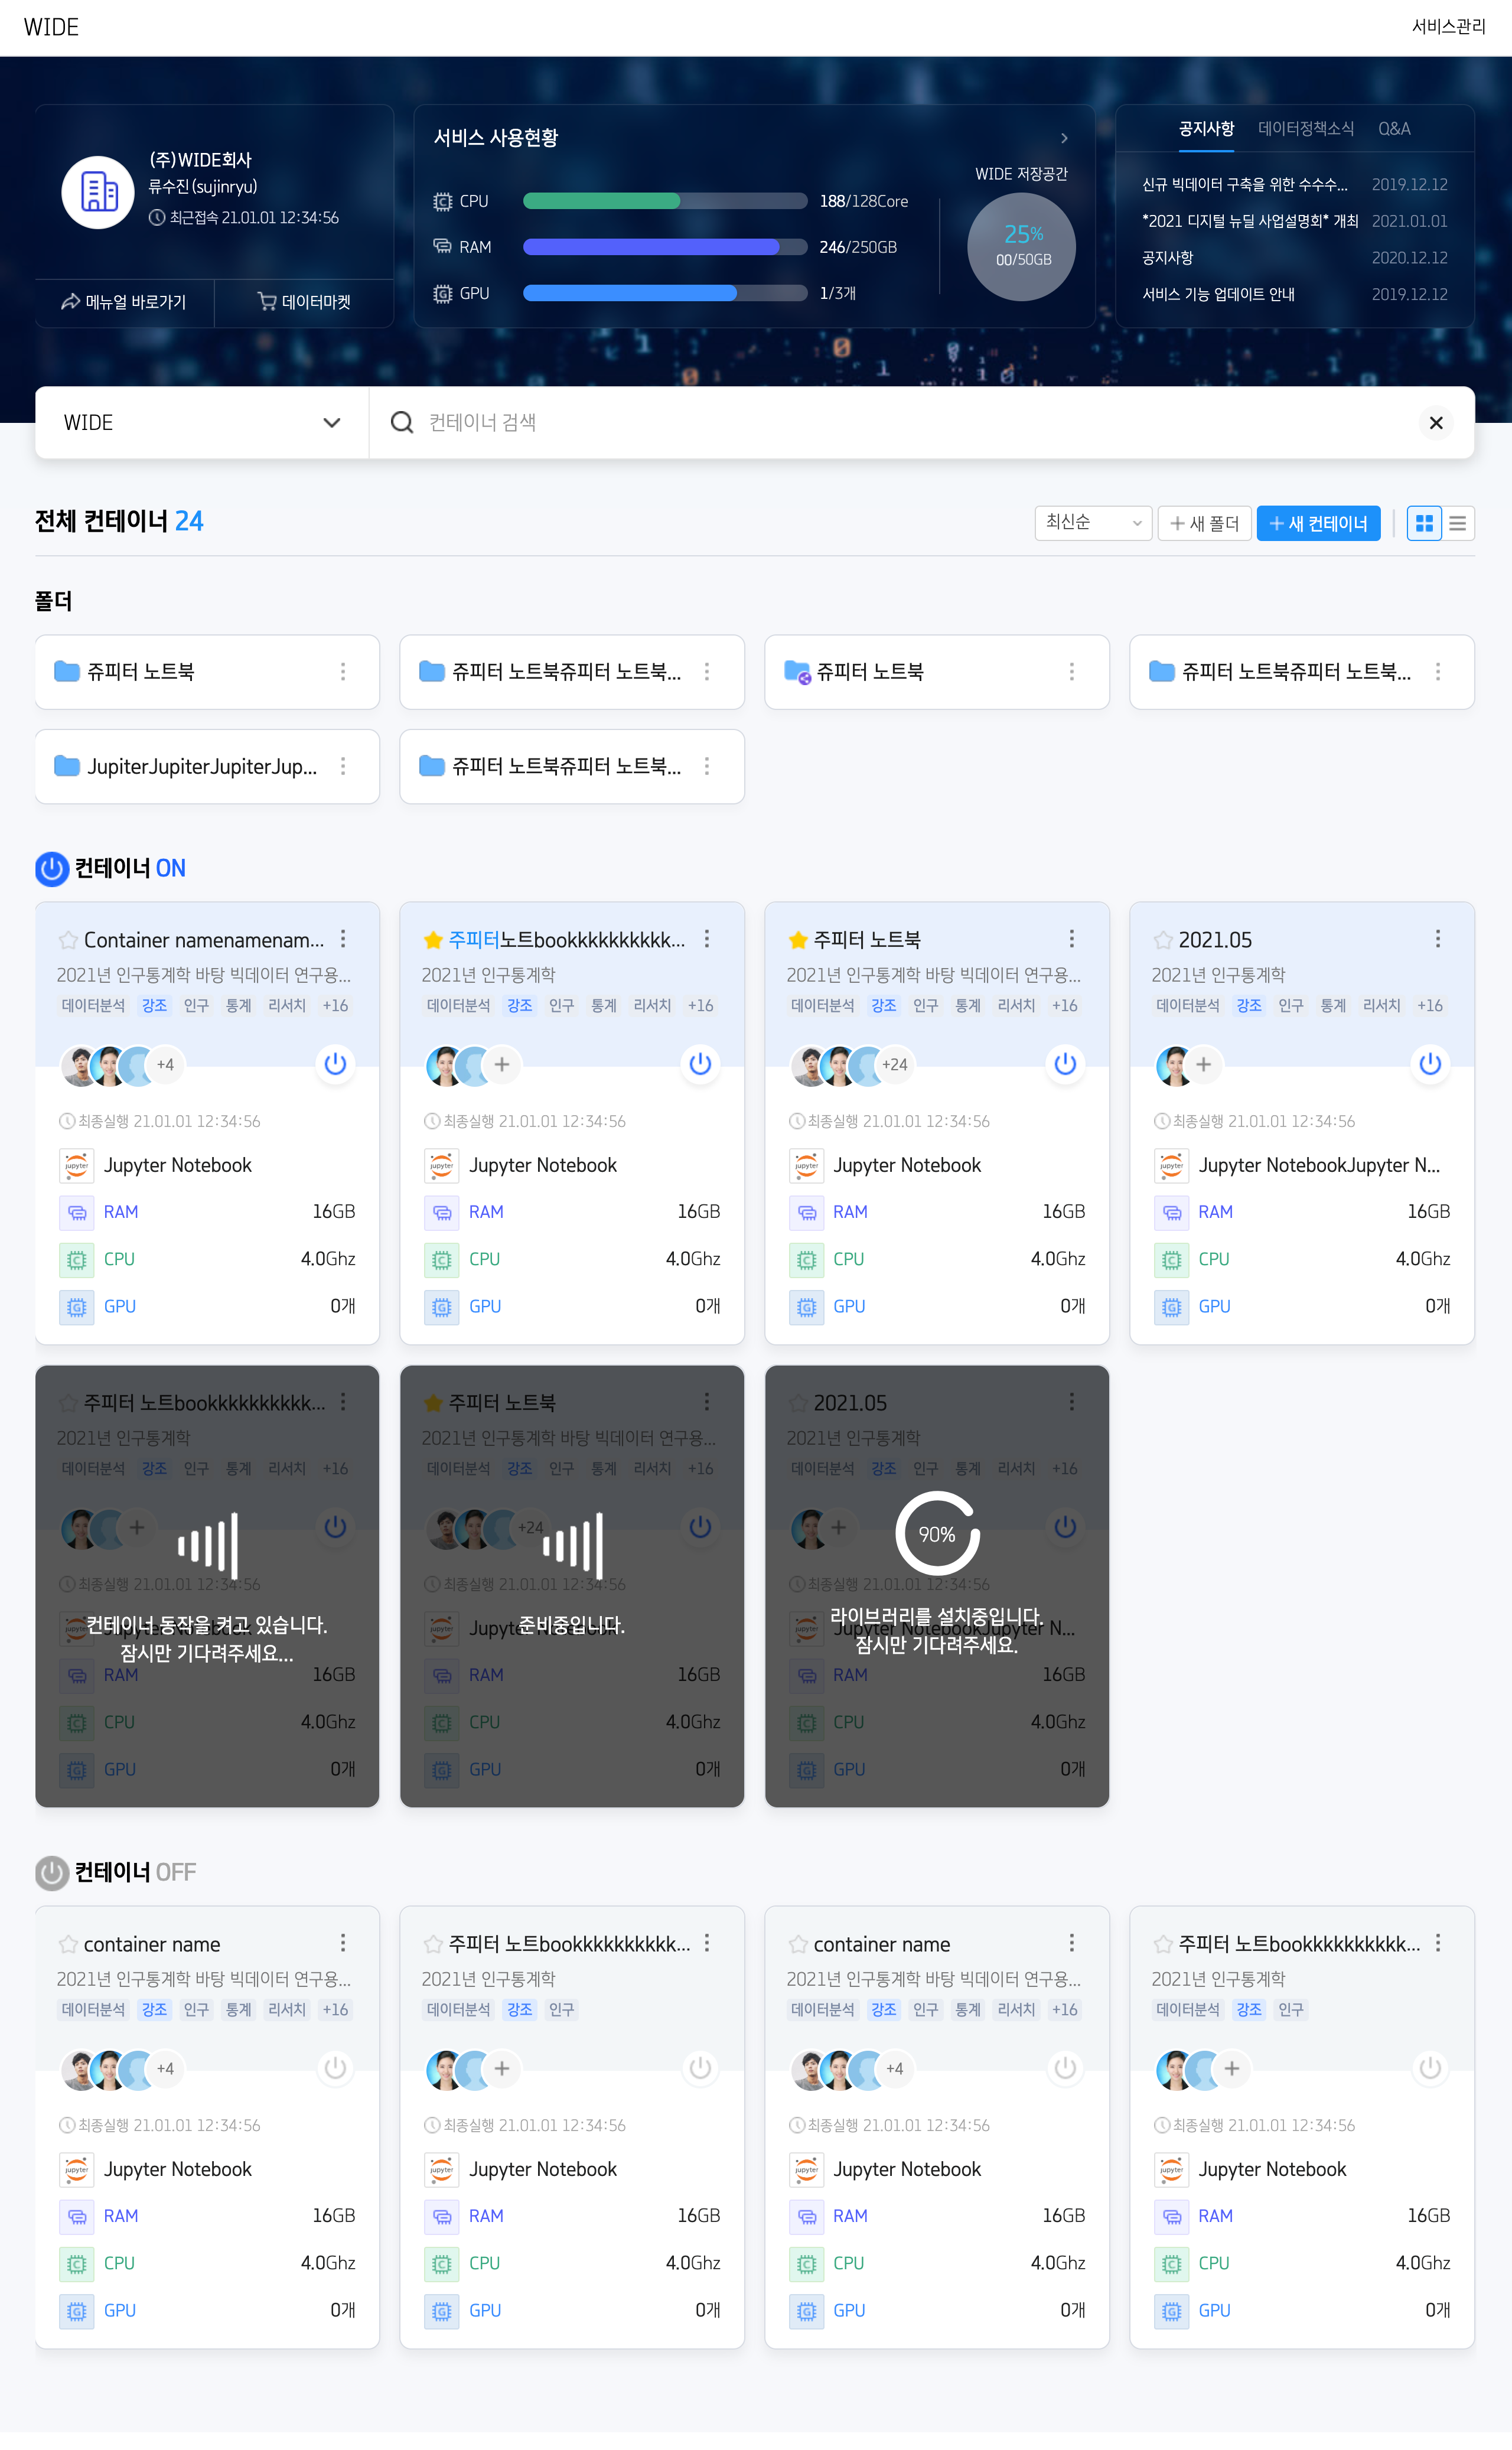 WIDE
서비스관리
(주)WIDE회사
류수진(sujinryu)
최근접속 21.01.01 12:34:56
메뉴얼 바로가기
데이터마켓
서비스 사용현황
CPU 188/128Core
RAM 246/250GB
GPU 1/3개
WIDE 저장공간
25%
00/50GB
공지사항 데이터정책소식 Q&A
신규 빅데이터 구축을 위한 수수수... 2019.12.12
*2021 디지털 뉴딜 사업설명회* 개최 2021.01.01
공지사항 2020.12.12
서비스 기능 업데이트 안내 2019.12.12
WIDE
컨테이너 검색
전체 컨테이너 24
최신순
새 폴더
새 컨테이너
폴더
쥬피터 노트북
쥬피터 노트북쥬피터 노트북...
쥬피터 노트북
쥬피터 노트북쥬피터 노트북...
JupiterJupiterJupiterJup...
쥬피터 노트북쥬피터 노트북...
컨테이너 ON
Container namenamenam...
2021년 인구통계학 바탕 빅데이터 연구용...
데이터분석 강조 인구 통계 리서치 +16
+4
최종실행 21.01.01 12:34:56
jupyter Jupyter Notebook
RAM 16GB
CPU 4.0Ghz
GPU 0개
주피터노트bookkkkkkkkkk...
2021년 인구통계학
데이터분석 강조 인구 통계 리서치 +16
+
최종실행 21.01.01 12:34:56
jupyter Jupyter Notebook
RAM 16GB
CPU 4.0Ghz
GPU 0개
주피터 노트북
2021년 인구통계학 바탕 빅데이터 연구용...
데이터분석 강조 인구 통계 리서치 +16
+24
최종실행 21.01.01 12:34:56
jupyter Jupyter Notebook
RAM 16GB
CPU 4.0Ghz
GPU 0개
2021.05
2021년 인구통계학
데이터분석 강조 인구 통계 리서치 +16
+
최종실행 21.01.01 12:34:56
jupyter Jupyter NotebookJupyter N...
RAM 16GB
CPU 4.0Ghz
GPU 0개
주피터 노트bookkkkkkkkkk...
2021년 인구통계학
데이터분석 강조 인구 통계 리서치 +16
+
최종실행 21.01.01 12:34:56
컨테이너 동작을 켜고 있습니다.
잠시만 기다려주세요...
Jupyter Notebook
RAM 16GB
CPU 4.0Ghz
GPU 0개
주피터 노트북
2021년 인구통계학 바탕 빅데이터 연구용...
데이터분석 강조 인구 통계 리서치 +16
+24
최종실행 21.01.01 12:34:56
준비중입니다.
Jupyter Notebook
RAM 16GB
CPU 4.0Ghz
GPU 0개
2021.05
2021년 인구통계학
데이터분석 강조 인구 통계 리서치 +16
+
90%
최종실행 21.01.01 12:34:56
라이브러리를 설치중입니다.
잠시만 기다려주세요.
Jupyter NotebookJupyter N...
RAM 16GB
CPU 4.0Ghz
GPU 0개
컨테이너 OFF
container name
2021년 인구통계학 바탕 빅데이터 연구용...
데이터분석 강조 인구 통계 리서치 +16
+4
최종실행 21.01.01 12:34:56
jupyter Jupyter Notebook
RAM 16GB
CPU 4.0Ghz
GPU 0개
주피터 노트bookkkkkkkkkk...
2021년 인구통계학
데이터분석 강조 인구
+
최종실행 21.01.01 12:34:56
jupyter Jupyter Notebook
RAM 16GB
CPU 4.0Ghz
GPU 0개
container name
2021년 인구통계학 바탕 빅데이터 연구용...
데이터분석 강조 인구 통계 리서치 +16
+4
최종실행 21.01.01 12:34:56
jupyter Jupyter Notebook
RAM 16GB
CPU 4.0Ghz
GPU 0개
주피터 노트bookkkkkkkkkk...
2021년 인구통계학
데이터분석 강조 인구
+
최종실행 21.01.01 12:34:56
jupyter Jupyter Notebook
RAM 16GB
CPU 4.0Ghz
GPU 0개